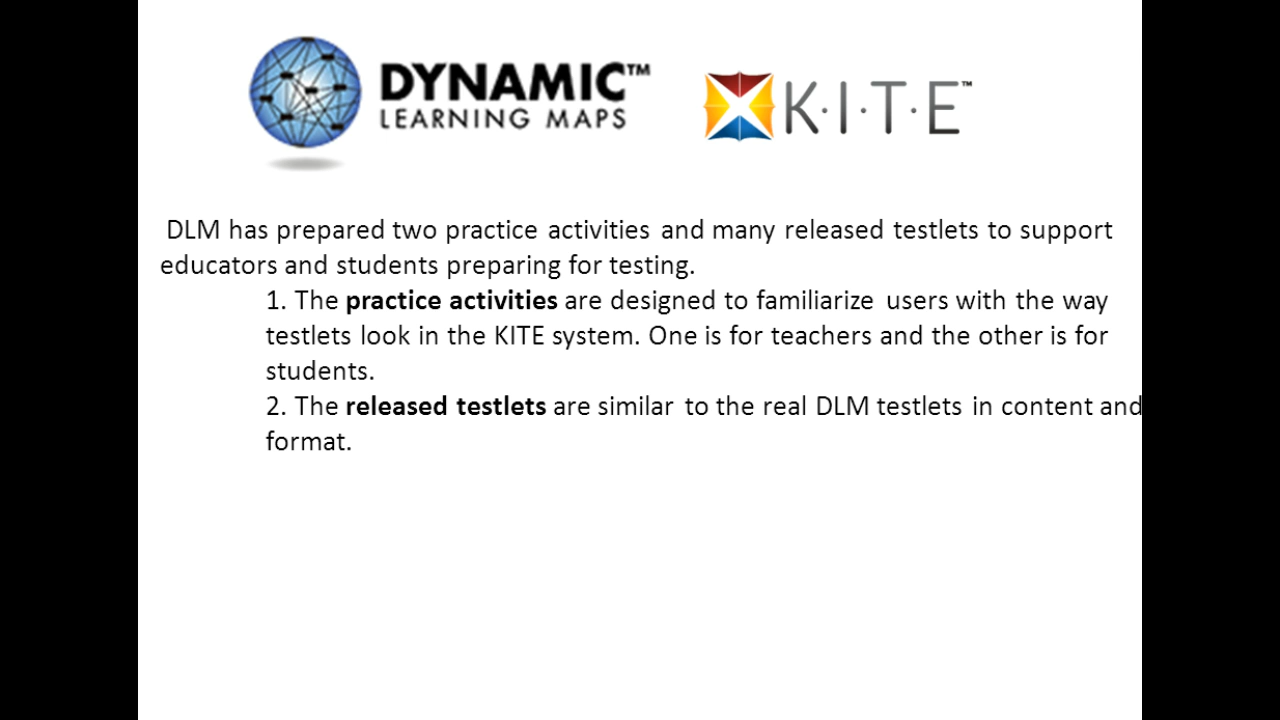 DYNAMIC™
LEARNING MAPS
K·I·T·E™
DLM has prepared two practice activities and many released testlets to support
educators and students preparing for testing.
1. The practice activities are designed to familiarize users with the way
testlets look in the KITE system. One is for teachers and the other is for
students.
2. The released testlets are similar to the real DLM testlets in content and
format.